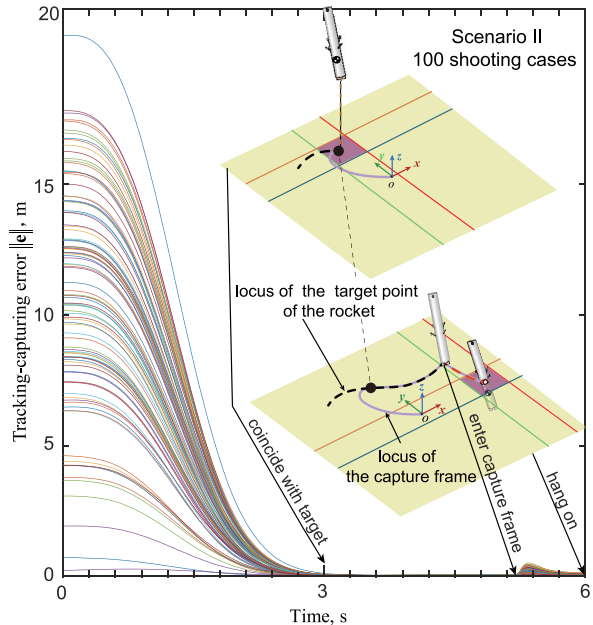 20
15
10
5
0
Tracking-capturing error ||e||, m
Scenario II
100 shooting cases
y
z
x
o
locus of the target point
of the rocket
y
z
x
o
locus of
the capture frame
coincide with target
enter capture frame
hang on
0
3
6
Time, s